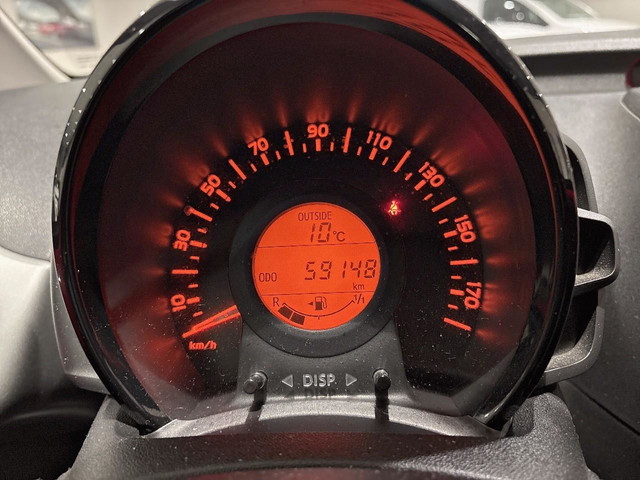 10
30
50
70
90
110
130
150
170
km/h
OUTSIDE
10°C
ODO 59148
km
R 1/1
◁ DISP ▷